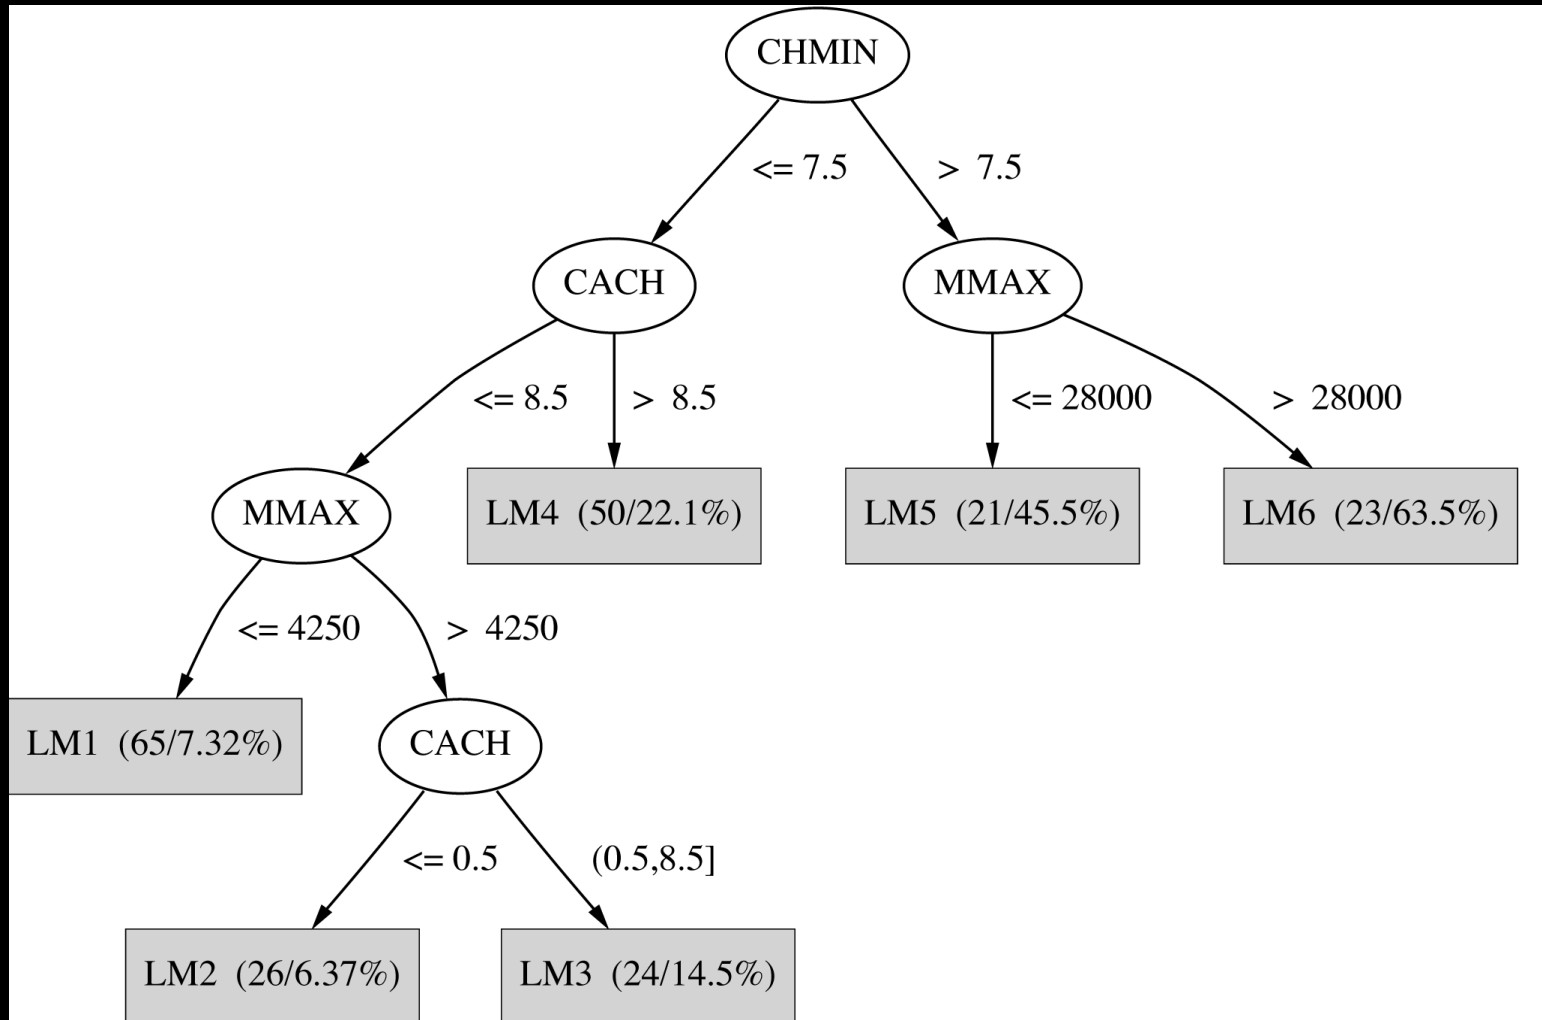 CHMIN
<= 7.5
> 7.5
CACH
MMAX
<= 8.5
> 8.5
<= 28000
> 28000
MMAX
LM4 (50/22.1%)
LM5 (21/45.5%)
LM6 (23/63.5%)
<= 4250
> 4250
LM1 (65/7.32%)
CACH
<= 0.5
(0.5,8.5]
LM2 (26/6.37%)
LM3 (24/14.5%)